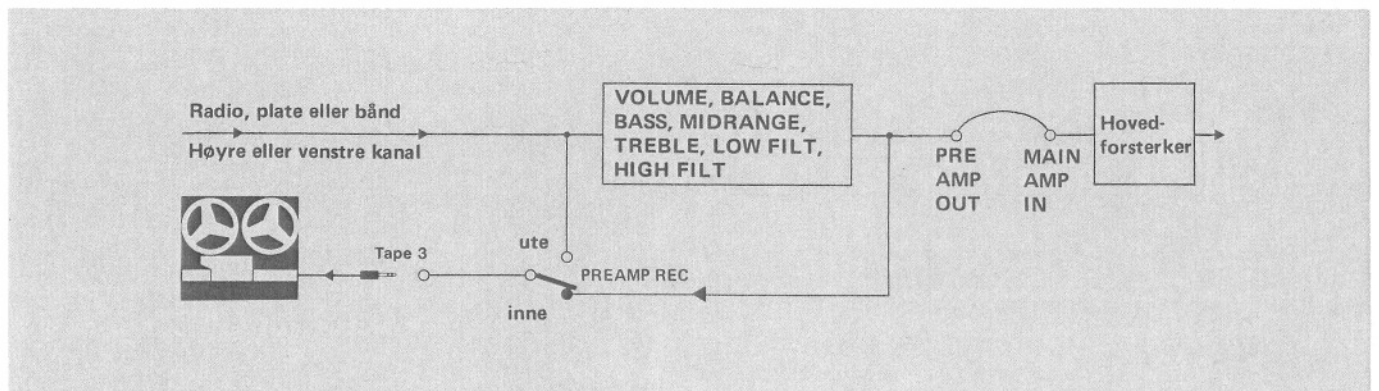 Radio, plate eller bånd
Høyre eller venstre kanal
VOLUME, BALANCE,
BASS, MIDRANGE,
TREBLE, LOW FILT,
HIGH FILT
PRE
AMP
OUT
MAIN
AMP
IN
Hoved-
forsterker
Tape 3
ute
PREAMP REC
inne